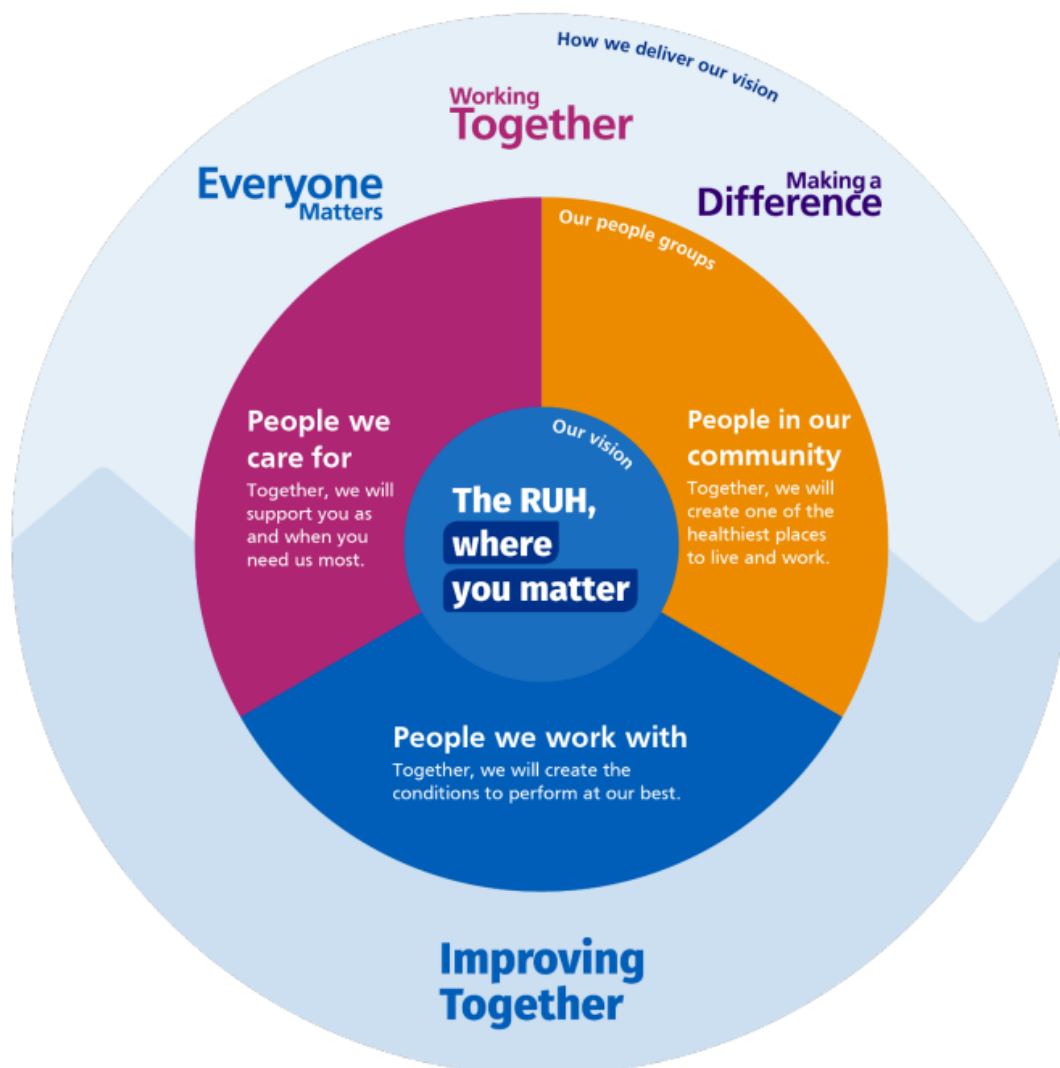 How we deliver our vision
Working
Together
Everyone
Matters
Making a
Difference
Our people groups
People we
care for
Together, we will
support you as
and when you
need us most.
Our vision
The RUH,
where
you matter
People in our
community
Together, we will
create one of the
healthiest places
to live and work.
People we work with
Together, we will create the
conditions to perform at our best.
Improving
Together